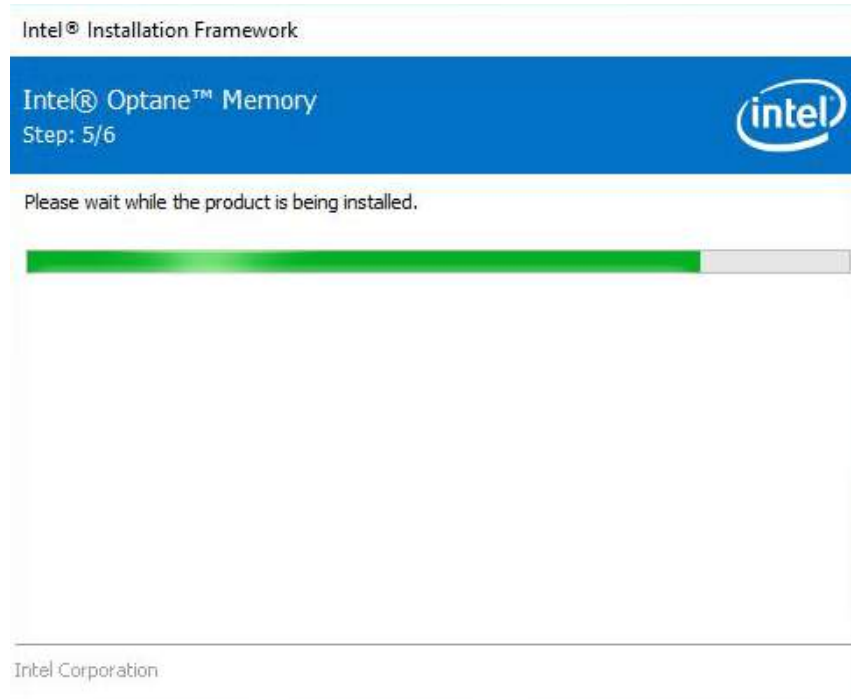 Intel® Installation Framework
Intel® Optane™ Memory
Step: 5/6
intel
Please wait while the product is being installed.
Intel Corporation